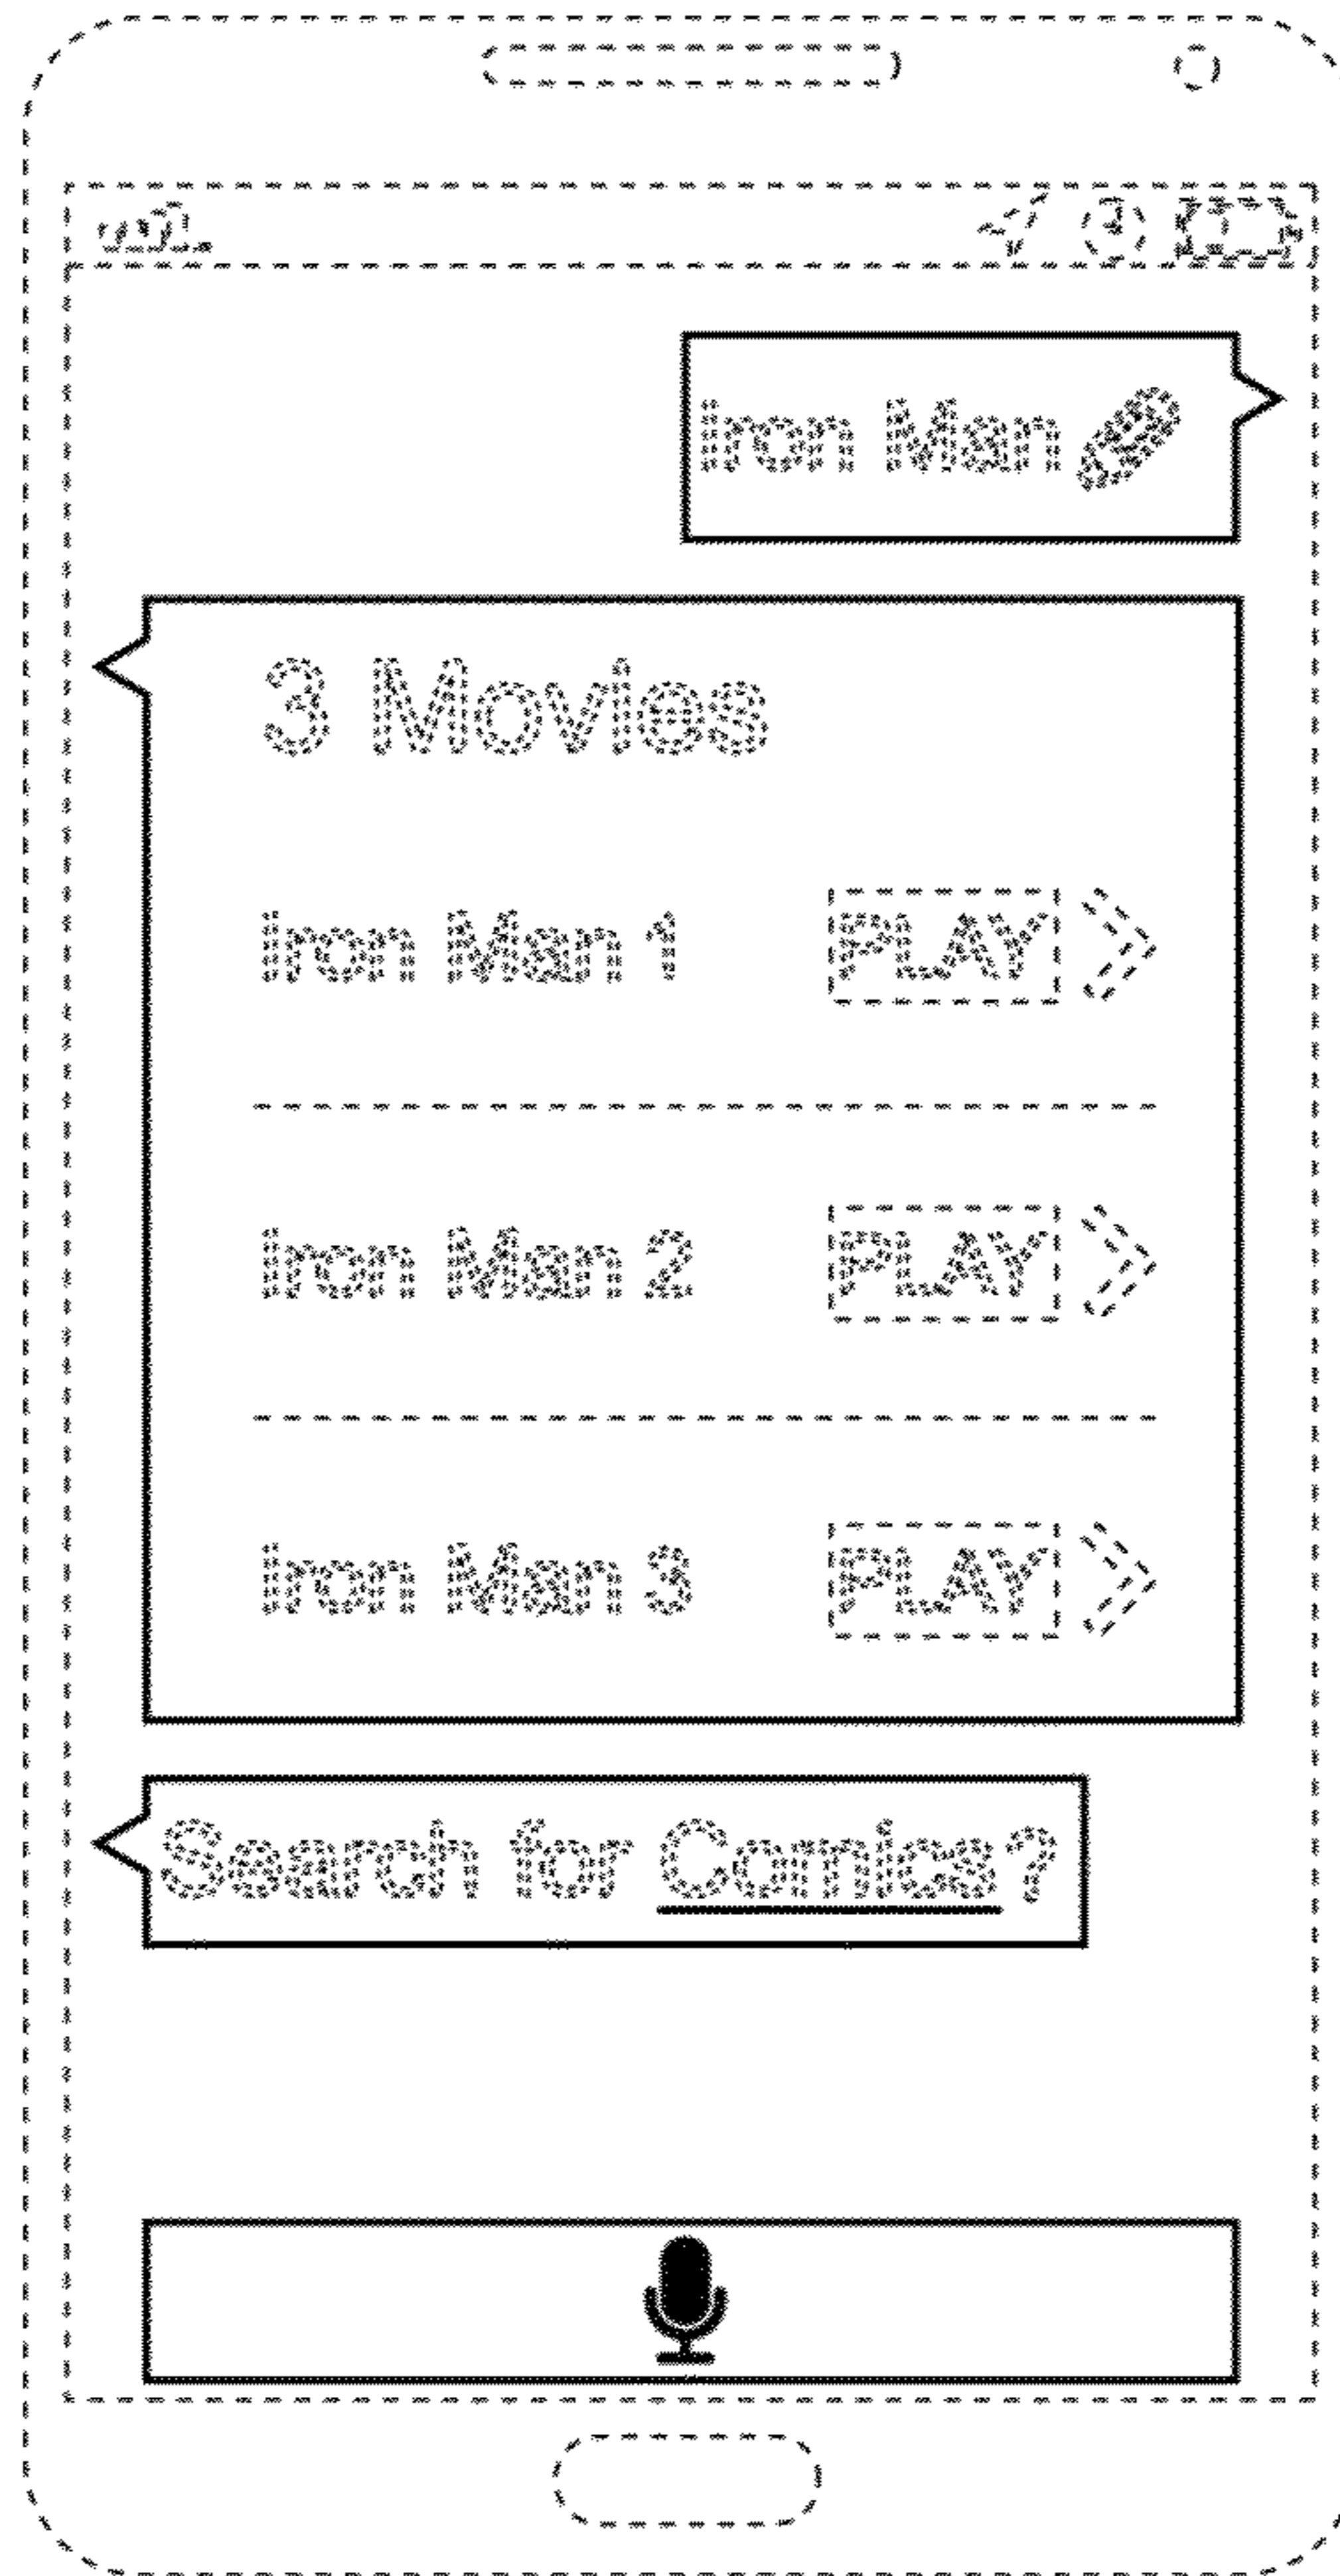 Iron Man
3 Movies
Iron Man 1 PLAY
Iron Man 2 PLAY
Iron Man 3 PLAY
Search for Comics?